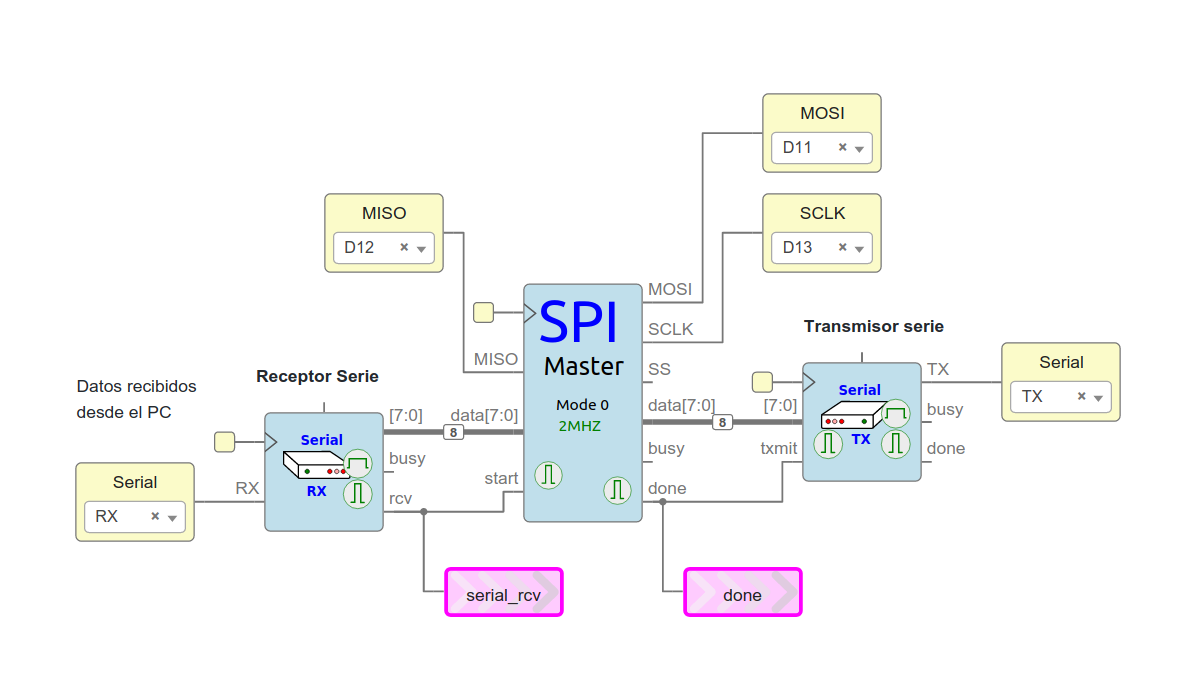 MOSI
D11 × 
MISO
D12 ×
SCLK
D13 ×
SPI
Master
Mode 0
2MHZ
MISO
data[7:0]
start
MOSI
SCLK
SS
data[7:0]
busy
done
8
Datos recibidos
desde el PC
Receptor Serie
Serial
RX ×
RX
Serial
RX
[7:0]
busy
rcv
8
Transmisor serie
[7:0]
txmit
Serial
TX
TX
busy
done
Serial
TX ×
serial_rcv
done